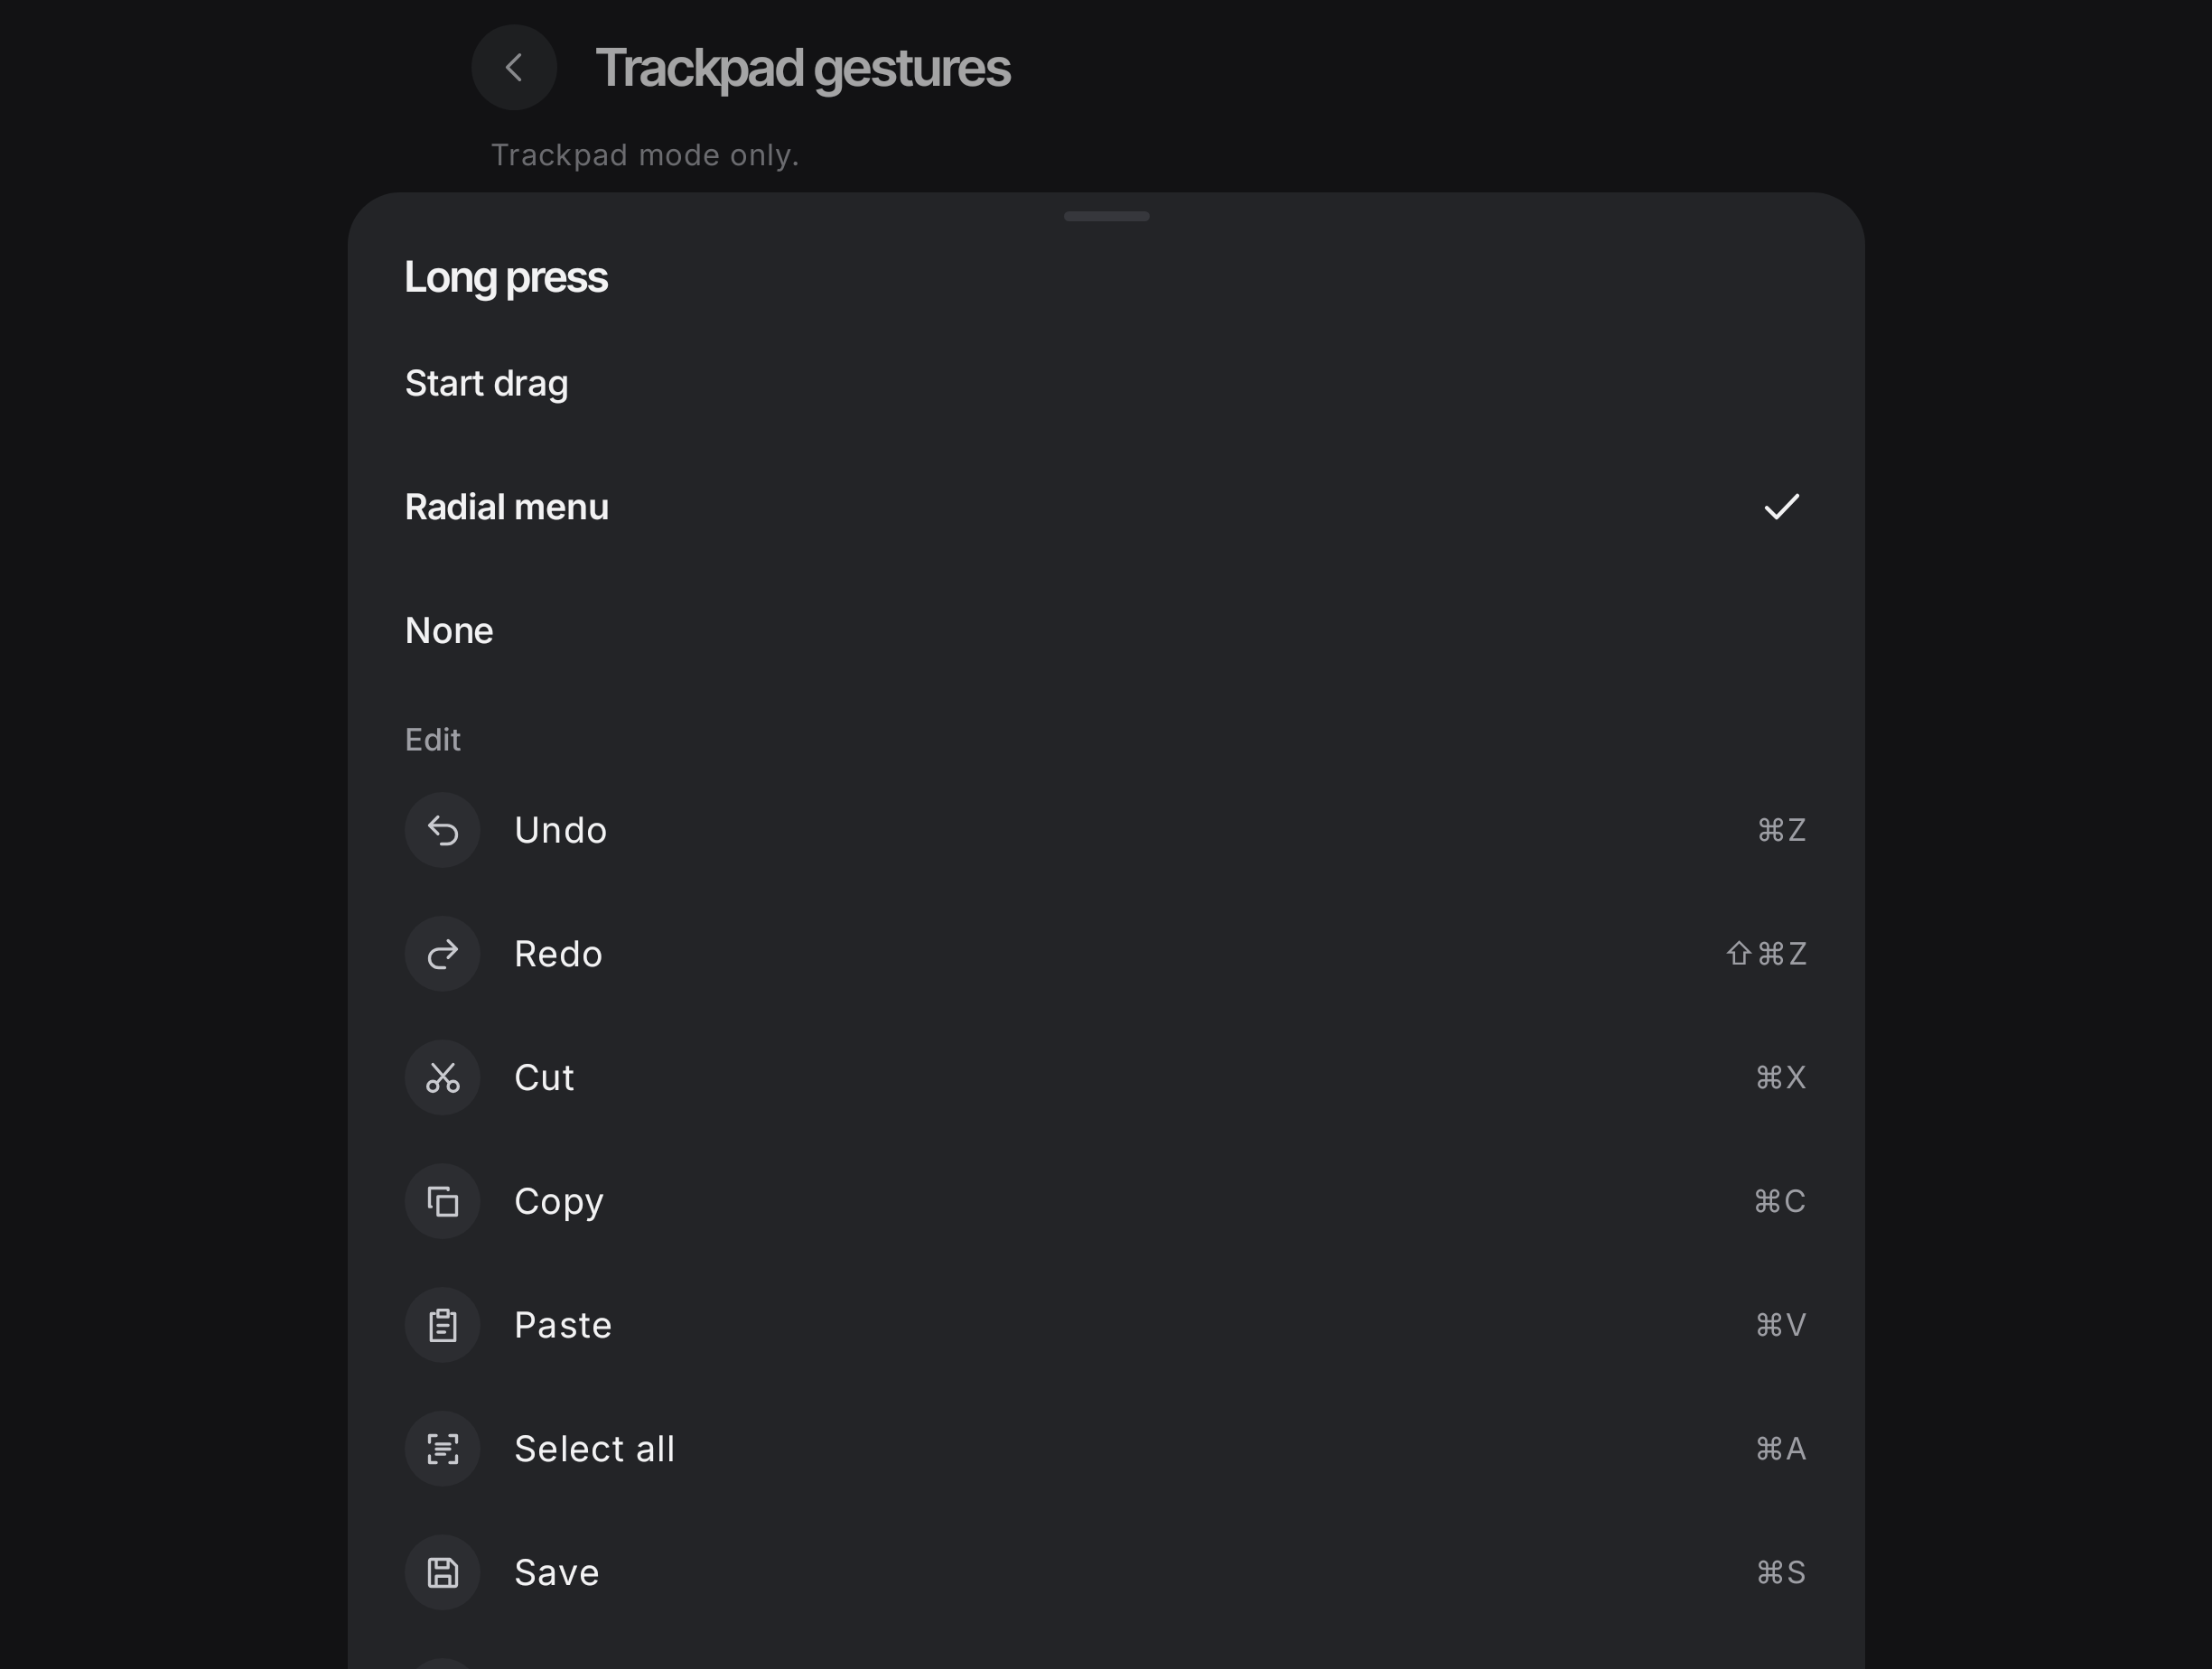 Trackpad gestures
Trackpad mode only.
Long press
Start drag
Radial menu
None
Edit
Undo ⌘Z
Redo ⇧⌘Z
Cut ⌘X
Copy ⌘C
Paste ⌘V
Select all ⌘A
Save ⌘S